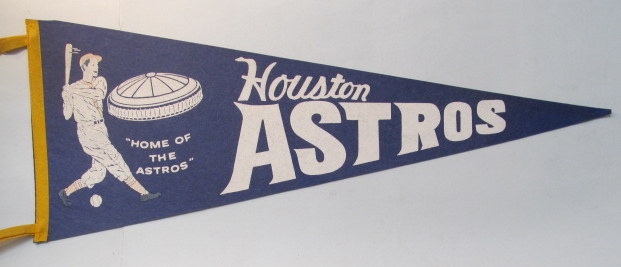 Houston
ASTROS
"HOME OF
THE
ASTROS"